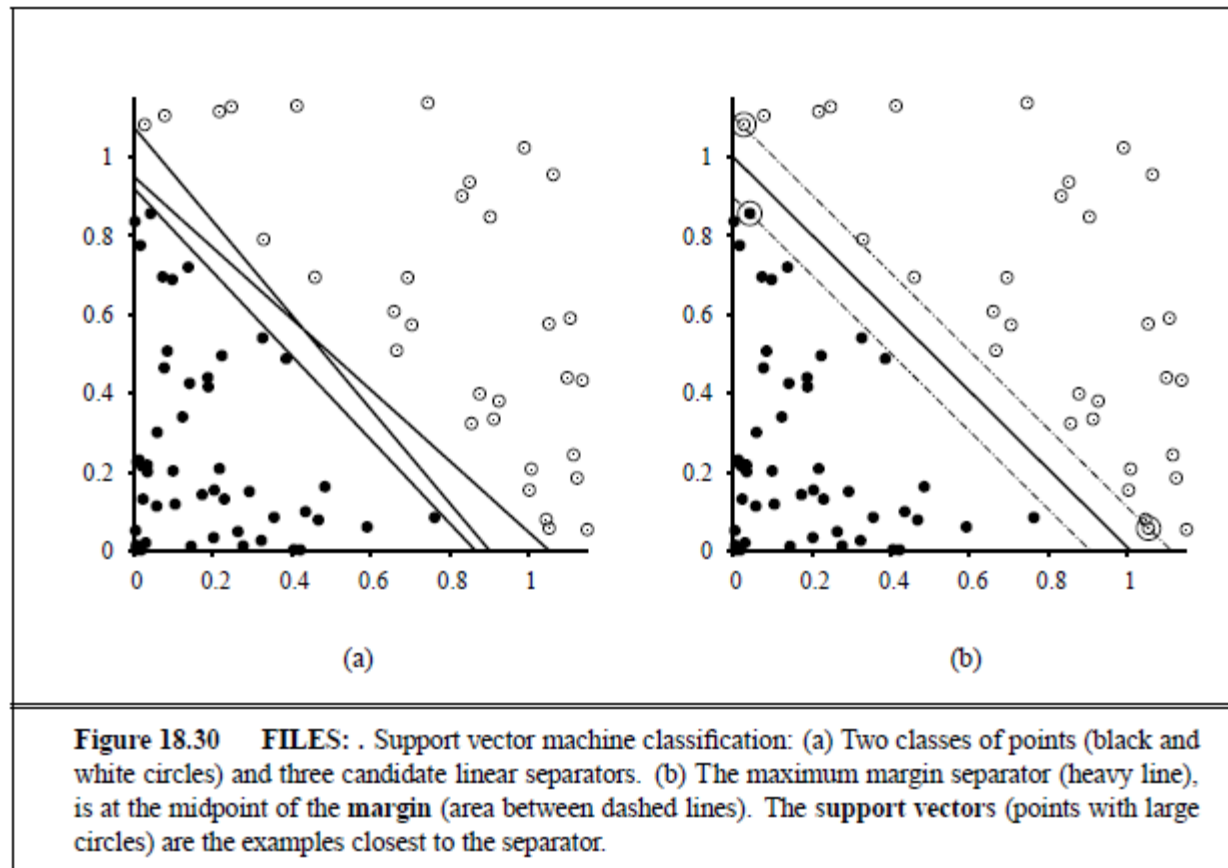 1
0.8
0.6
0.4
0.2
0
0 0.2 0.4 0.6 0.8 1
(a)
1
0.8
0.6
0.4
0.2
0
0 0.2 0.4 0.6 0.8 1
(b)
Figure 18.30 FILES: . Support vector machine classification: (a) Two classes of points (black and
white circles) and three candidate linear separators. (b) The maximum margin separator (heavy line),
is at the midpoint of the margin (area between dashed lines). The support vectors (points with large
circles) are the examples closest to the separator.